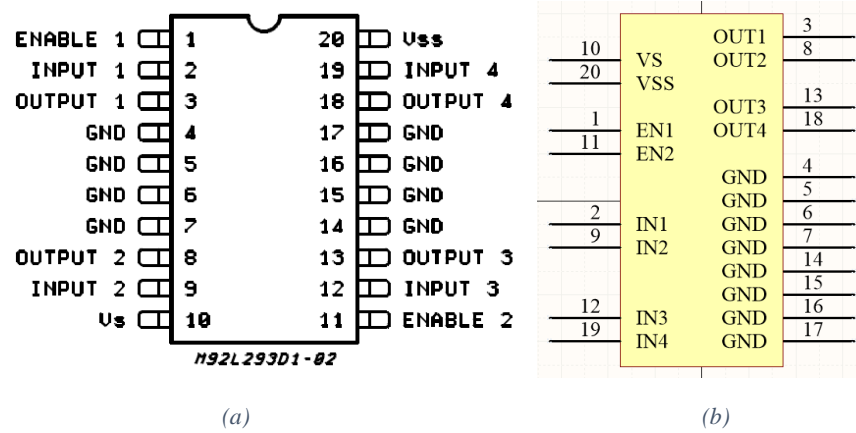 ENABLE 1 1 20 Vss
INPUT 1 2 19 INPUT 4
OUTPUT 1 3 18 OUTPUT 4
GND 4 17 GND
GND 5 16 GND
GND 6 15 GND
GND 7 14 GND
OUTPUT 2 8 13 OUTPUT 3
INPUT 2 9 12 INPUT 3
Vs 10 11 ENABLE 2
M92L293D1-02
(a)
OUT1 3
10 VS OUT2 8
20 VSS
OUT3 13
1 EN1 OUT4 18
11 EN2
GND 4
GND 5
2 IN1 GND 6
9 IN2 GND 7
GND 14
GND 15
12 IN3 GND 16
19 IN4 GND 17
(b)